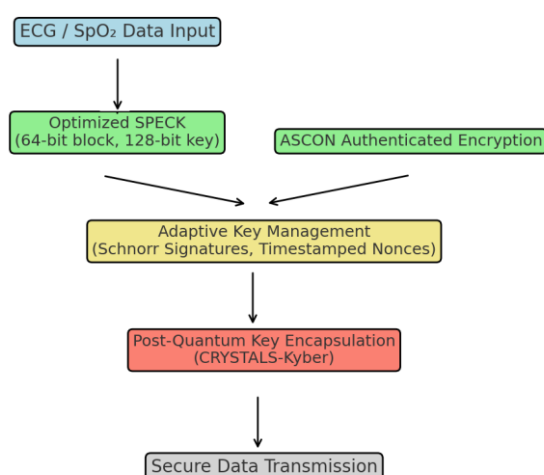 ECG / SpO₂ Data Input
Optimized SPECK
(64-bit block, 128-bit key)
ASCON Authenticated Encryption
Adaptive Key Management
(Schnorr Signatures, Timestamped Nonces)
Post-Quantum Key Encapsulation
(CRYSTALS-Kyber)
Secure Data Transmission